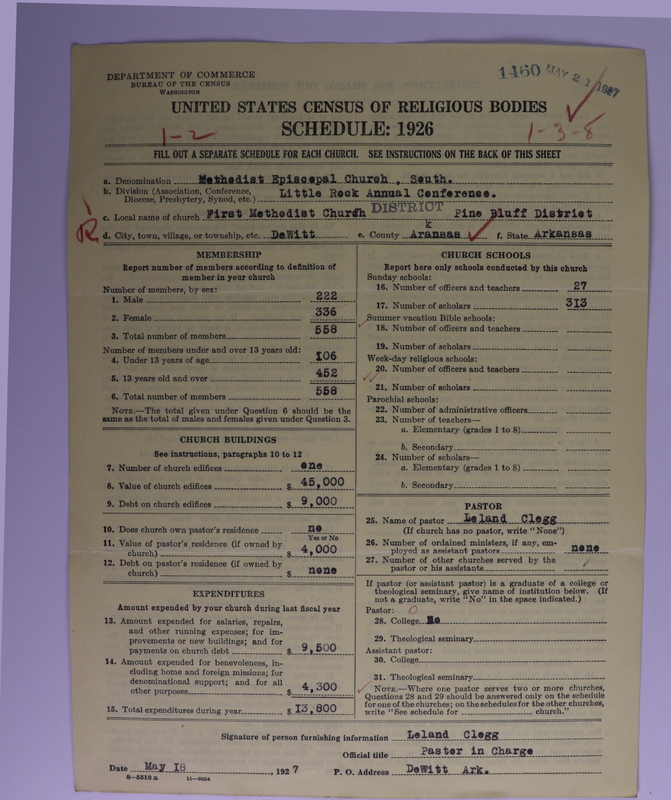 DEPARTMENT OF COMMERCE
BUREAU OF THE CENSUS
WASHINGTON
1460 MAY 21 1927
UNITED STATES CENSUS OF RELIGIOUS BODIES
SCHEDULE: 1926
1-2
1-3-8
FILL OUT A SEPARATE SCHEDULE FOR EACH CHURCH. SEE INSTRUCTIONS ON THE BACK OF THIS SHEET
a. Denomination Methodist Episcopal Church, South.
b. Division (Association, Conference, Diocese, Presbytery, Synod, etc.) Little Rock Annual Conference.
c. Local name of church First Methodist Church DISTRICT Pine Bluff District
d. City, town, village, or township, etc. DeWitt e. County Arkansas f. State Arkansas
MEMBERSHIP
Report number of members according to definition of
member in your church
Number of members, by sex:
1. Male 222
2. Female 336
3. Total number of members 558
Number of members under and over 13 years old:
4. Under 13 years of age 106
5. 13 years old and over 452
6. Total number of members 558
NOTE.—The total given under Question 6 should be the
same as the total of males and females given under Question 3.
CHURCH BUILDINGS
See instructions, paragraphs 10 to 12
7. Number of church edifices one
8. Value of church edifices $ 45,000
9. Debt on church edifices $ 9,000
10. Does church own pastor's residence no
Yes or No
11. Value of pastor's residence (if owned by
church) $ 4,000
12. Debt on pastor's residence (if owned by
church) $ none
EXPENDITURES
Amount expended by your church during last fiscal year
13. Amount expended for salaries, repairs,
and other running expenses; for im-
provements or new buildings; and for
payments on church debt $ 9,500
14. Amount expended for benevolences, in-
cluding home and foreign missions; for
denominational support; and for all
other purposes $ 4,300
15. Total expenditures during year $ 13,800
CHURCH SCHOOLS
Report here only schools conducted by this church
Sunday schools:
16. Number of officers and teachers 27
17. Number of scholars 313
Summer vacation Bible schools:
18. Number of officers and teachers
19. Number of scholars
Week-day religious schools:
20. Number of officers and teachers
21. Number of scholars
Parochial schools:
22. Number of administrative officers
23. Number of teachers—
a. Elementary (grades 1 to 8)
b. Secondary
24. Number of scholars—
a. Elementary (grades 1 to 8)
b. Secondary
PASTOR
25. Name of pastor Leland Clegg
(If church has no pastor, write "None")
26. Number of ordained ministers, if any, em-
ployed as assistant pastors none
27. Number of other churches served by the
pastor or his assistants
If pastor (or assistant pastor) is a graduate of a college or
theological seminary, give name of institution below. (If
not a graduate, write "No" in the space indicated.)
Pastor: 0
28. College No
29. Theological seminary
Assistant pastor:
30. College
31. Theological seminary
NOTE.—Where one pastor serves two or more churches,
Questions 28 and 29 should be answered only on the schedule
for one of the churches; on the schedules for the other churches,
write "See schedule for church."
Signature of person furnishing information Leland Clegg
Official title Pastor in Charge
Date May 18, 1927 P. O. Address DeWitt Ark.
8-5518a 11-9004